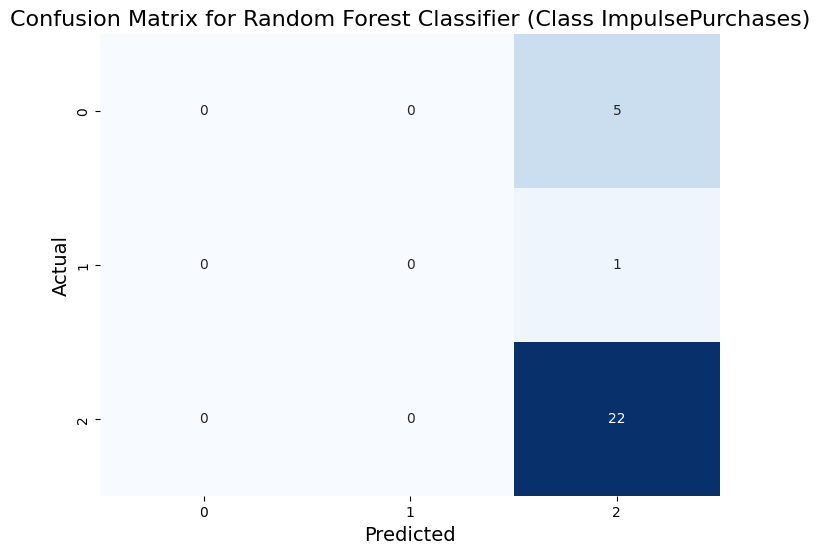 Confusion Matrix for Random Forest Classifier (Class ImpulsePurchases)
0 0 0 5
Actual
1 0 0 1
2 0 0 22
0 1 2
Predicted